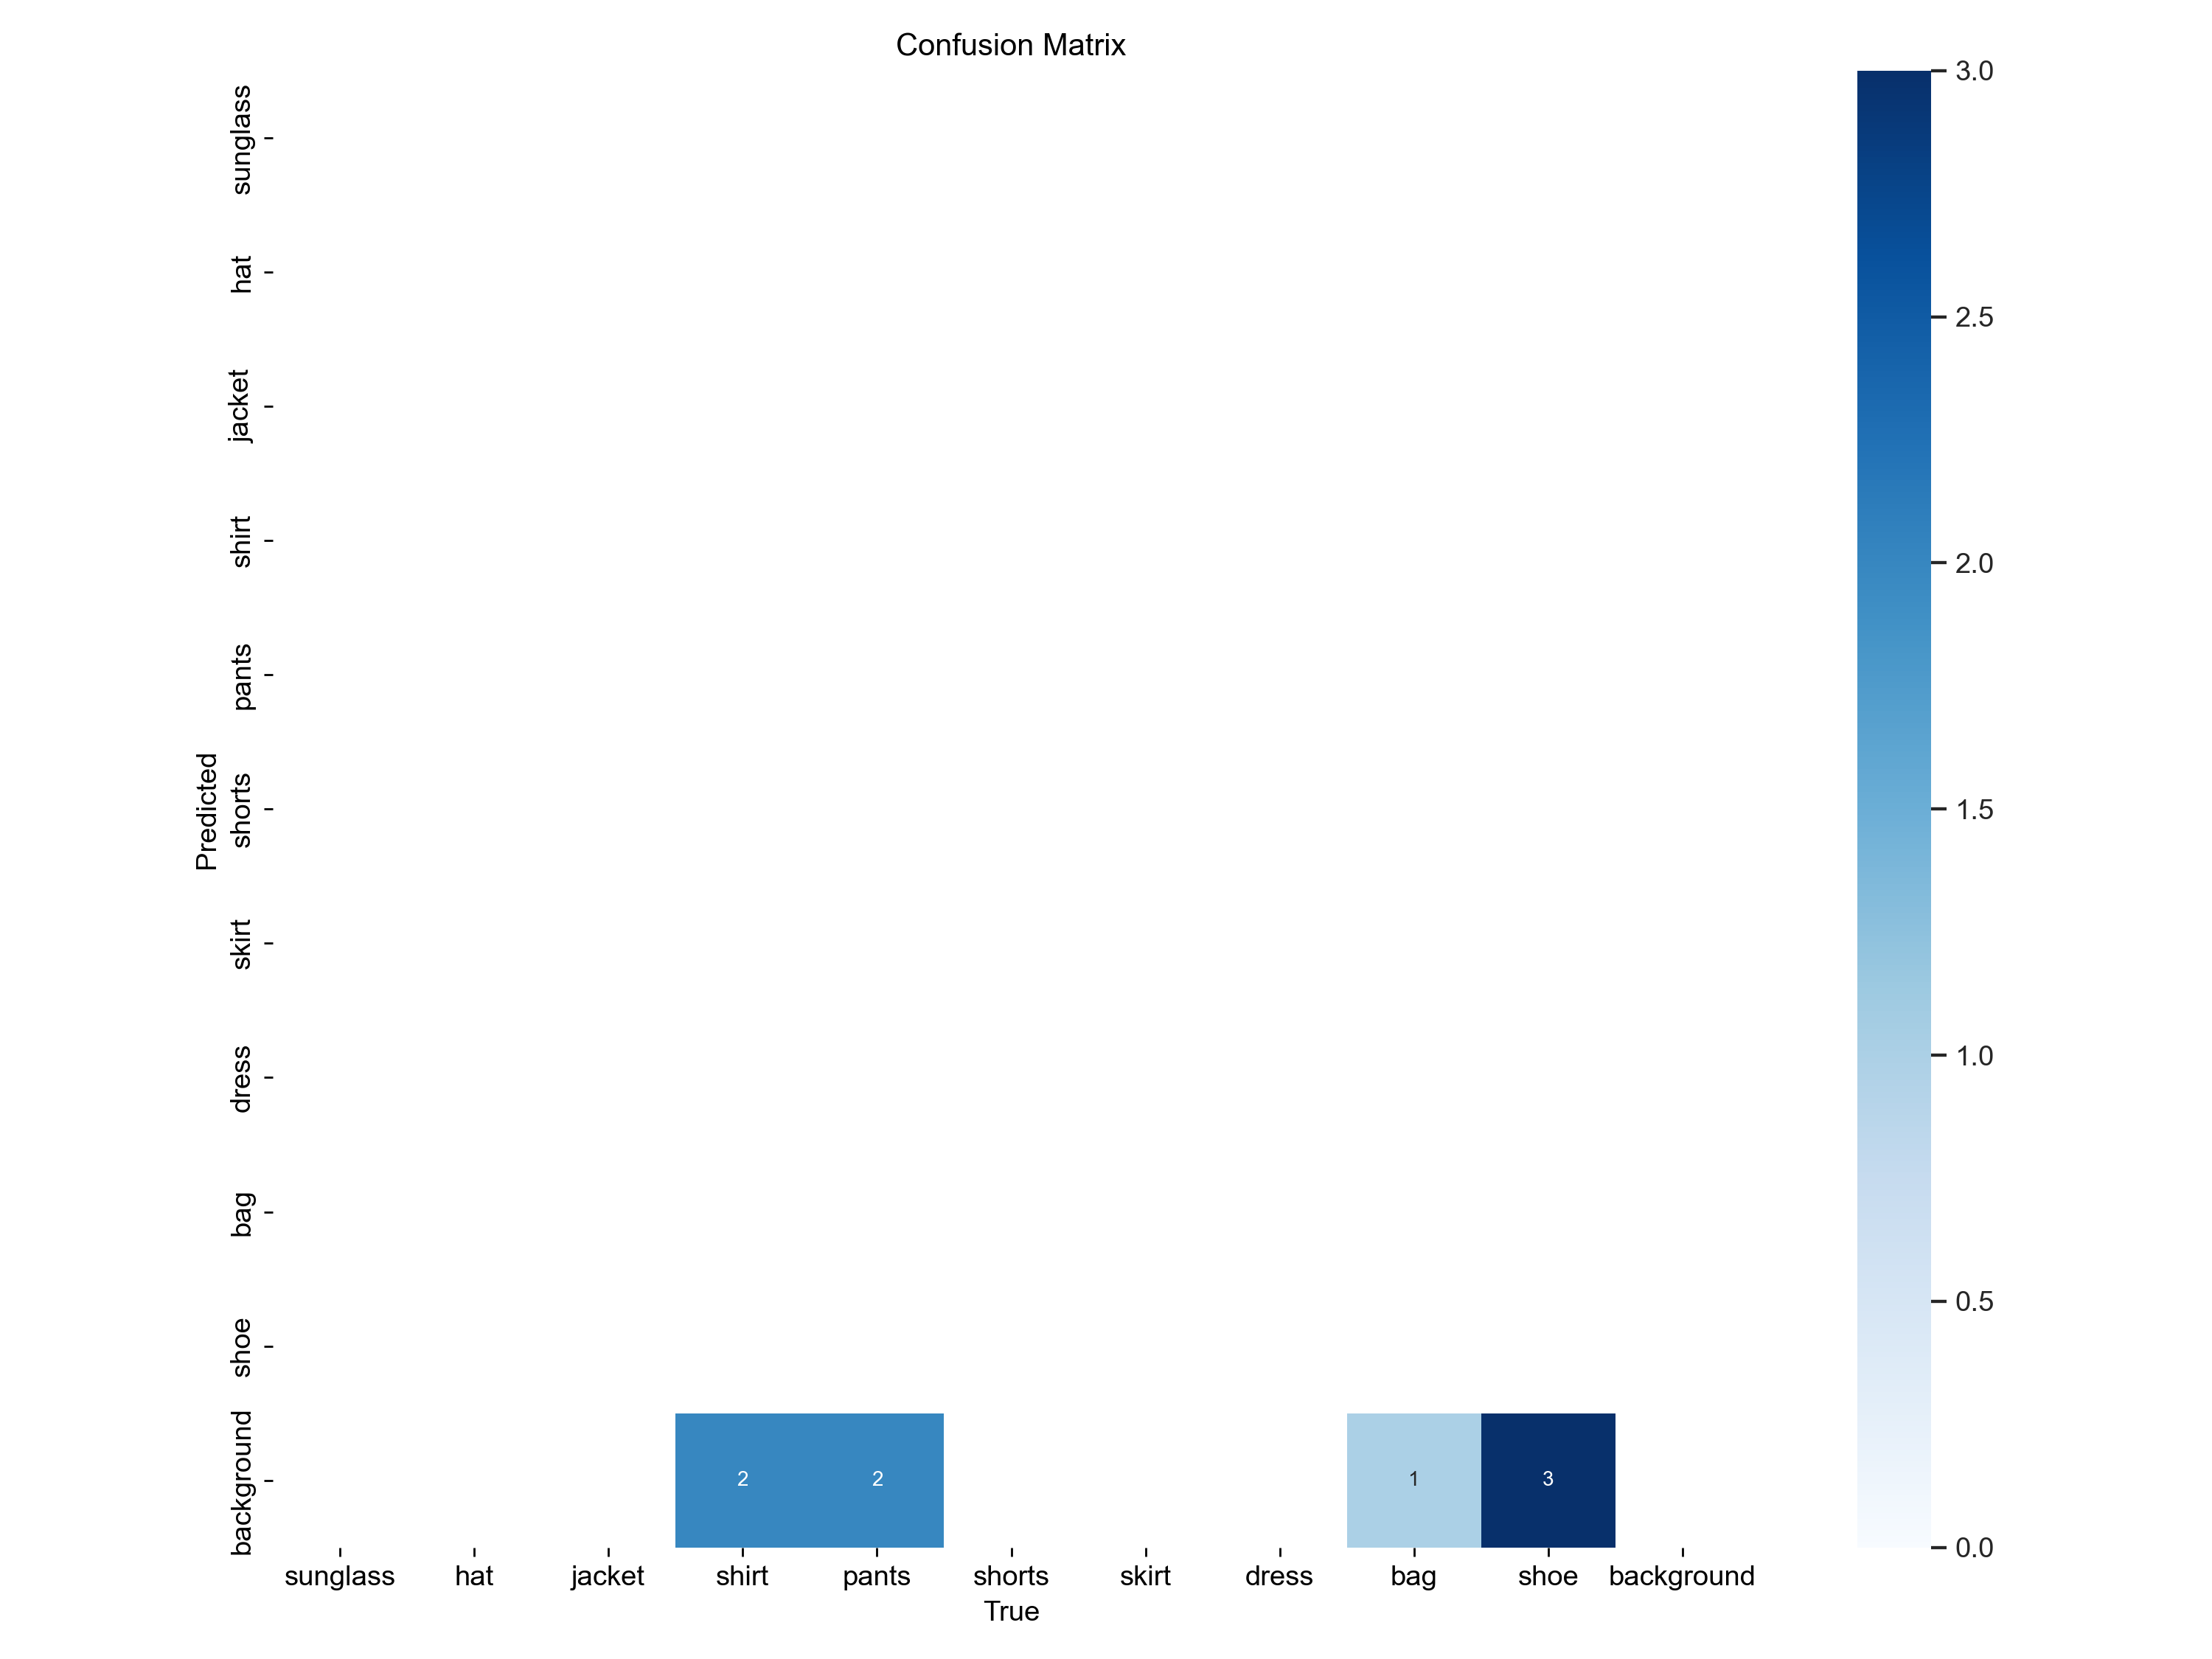 Confusion Matrix
sunglass
hat
jacket
shirt
pants
shorts
skirt
dress
bag
shoe
background
Predicted
2 2 1 3
sunglass hat jacket shirt pants shorts skirt dress bag shoe background
True
3.0
2.5
2.0
1.5
1.0
0.5
0.0